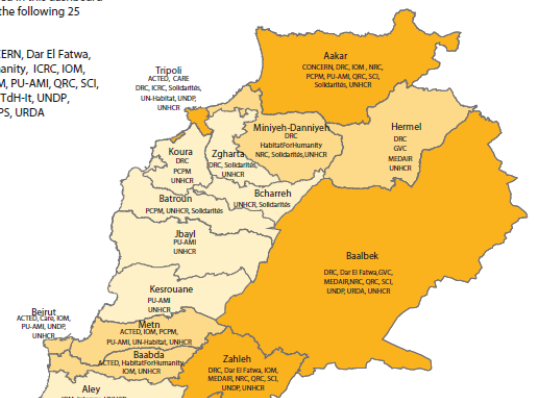 ed in this dashboard
the following 25
CERN, Dar El Fatwa,
anity, ICRC, IOM,
M, PU-AMI, QRC, SCI,
TdH-It, UNDP,
PS, URDA
Aakar
CONCERN, DRC, IOM , NRC,
PCPM, PU-AMI, QRC, SCI,
Solidarités, UNHCR
Tripoli
ACTED, CARE
DRC, ICRC, Solidarités,
UN-Habitat, UNDP,
UNHCR
Miniyeh-Danniyeh
DRC
HabitatForHumanity
NRC, Solidarités,UNHCR
Hermel
DRC
GVC
MEDAIR
UNHCR
Koura
DRC
PCPM
UNHCR
Zgharta
DRC, Solidarités,
UNHCR
Bcharreh
UNHCR, Solidarités
Batroun
PCPM, UNHCR, Solidarités
Jbayl
PU-AMI
UNHCR
Baalbek
DRC, Dar El Fatwa,GVC,
MEDAIR,NRC, QRC, SCI,
UNDP, URDA, UNHCR
Kesrouane
PU-AMI
UNHCR
Beirut
ACTED, Care, IOM,
PU-AMI, UNDP,
UNHCR
Metn
ACTED, IOM, PCPM,
PU-AMI, UN-Habitat, UNHCR
Baabda
ACTED, HabitatForHumanity
IOM, UNHCR
Zahleh
DRC, Dar El Fatwa, IOM,
MEDAIR, NRC, QRC, SCI,
UNDP, UNHCR
Aley